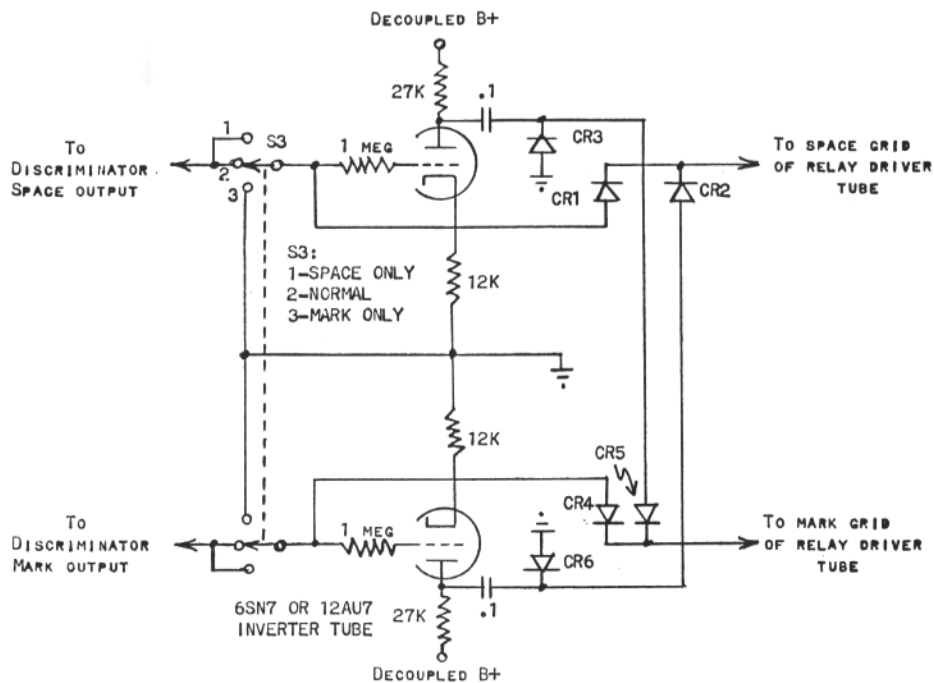 DECOUPLED B+
27K
.1
1
S3
2
3
TO
DISCRIMINATOR
SPACE OUTPUT
1 MEG
CR3
CR1
CR2
TO SPACE GRID
OF RELAY DRIVER
TUBE
S3:
1-SPACE ONLY
2-NORMAL
3-MARK ONLY
12K
12K
CR5
CR4
TO
DISCRIMINATOR
MARK OUTPUT
1 MEG
CR6
TO MARK GRID
OF RELAY DRIVER
TUBE
6SN7 OR 12AU7
INVERTER TUBE
27K
.1
DECOUPLED B+